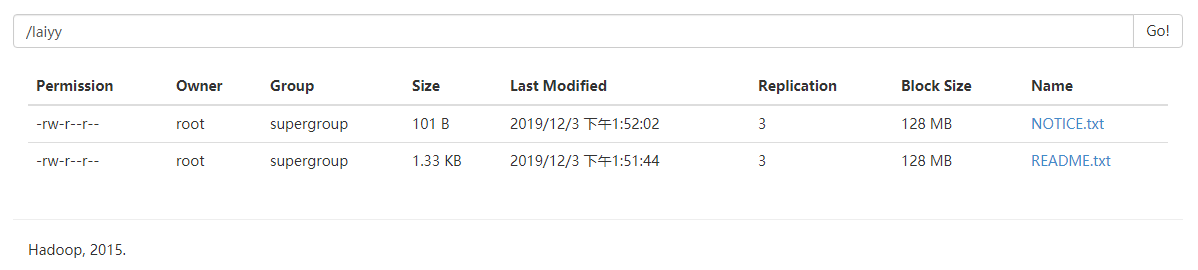 /laiyy Go!
Permission Owner Group Size Last Modified Replication Block Size Name
-rw-r--r-- root supergroup 101 B 2019/12/3 下午1:52:02 3 128 MB NOTICE.txt
-rw-r--r-- root supergroup 1.33 KB 2019/12/3 下午1:51:44 3 128 MB README.txt
Hadoop, 2015.